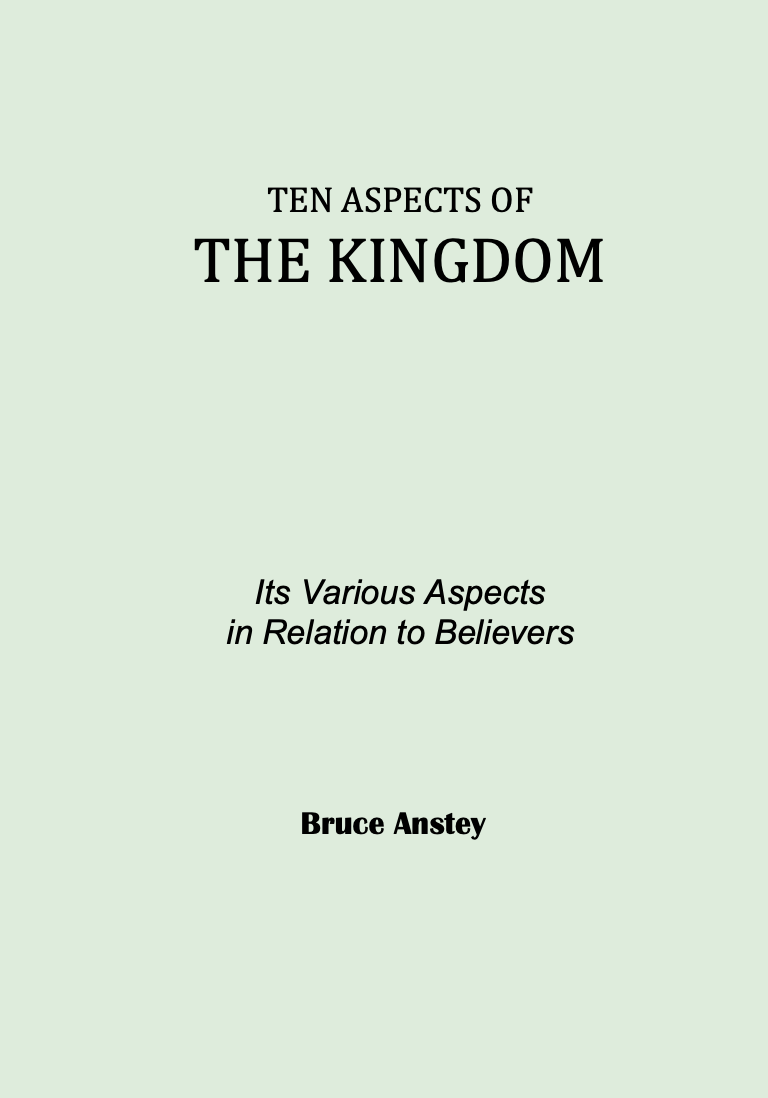 TEN ASPECTS OF
THE KINGDOM
Its Various Aspects
in Relation to Believers
Bruce Anstey